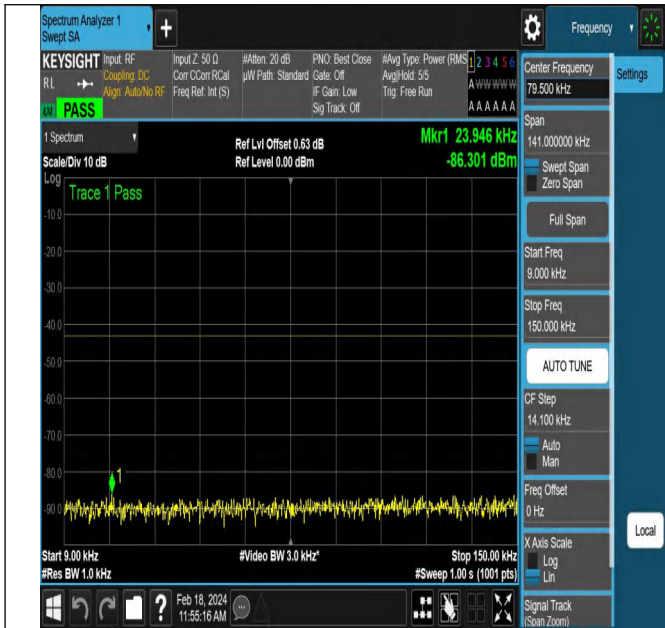 Spectrum Analyzer 1
Swept SA
Frequency
KEYSIGHT
RL
PASS
Input: RF
Coupling: DC
Align: Auto/No RF
Input Z: 50 Ω
Corr CCorr RCal
Freq Ref: Int (S)
#Atten: 20 dB
µW Path: Standard
PNO: Best Close
Gate: Off
IF Gain: Low
Sig Track: Off
#Avg Type: Power (RMS
Avg|Hold: 5/5
Trig: Free Run
1 2 3 4 5 6
A W W W W W
A A A A A A
1 Spectrum
Scale/Div 10 dB
Log
Ref Lvl Offset 0.63 dB
Ref Level 0.00 dBm
Mkr1 23.946 kHz
-86.301 dBm
Trace 1 Pass
-10.0
-20.0
-30.0
-40.0
-50.0
-60.0
-70.0
-80.0
-90.0
1
Start 9.00 kHz
#Res BW 1.0 kHz
#Video BW 3.0 kHz*
Stop 150.00 kHz
#Sweep 1.00 s (1001 pts)
Feb 18, 2024
11:55:16 AM
?
Center Frequency
79.500 kHz
Settings
Span
141.000000 kHz
Swept Span
Zero Span
Full Span
Start Freq
9.000 kHz
Stop Freq
150.000 kHz
AUTO TUNE
CF Step
14.100 kHz
Auto
Man
Freq Offset
0 Hz
X Axis Scale
Log
Lin
Local
Signal Track
(Span Zoom)